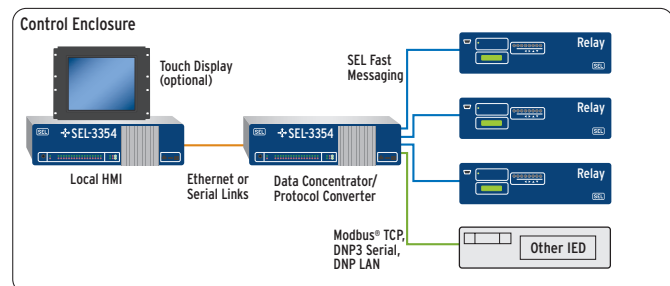 Control Enclosure
Touch Display
(optional)
SEL Fast
Messaging
Relay
SEL
Relay
SEL
Relay
SEL
SEL
SEL-3354
SEL
SEL-3354
Local HMI
Ethernet or
Serial Links
Data Concentrator/
Protocol Converter
Modbus® TCP,
DNP3 Serial,
DNP LAN
Other IED